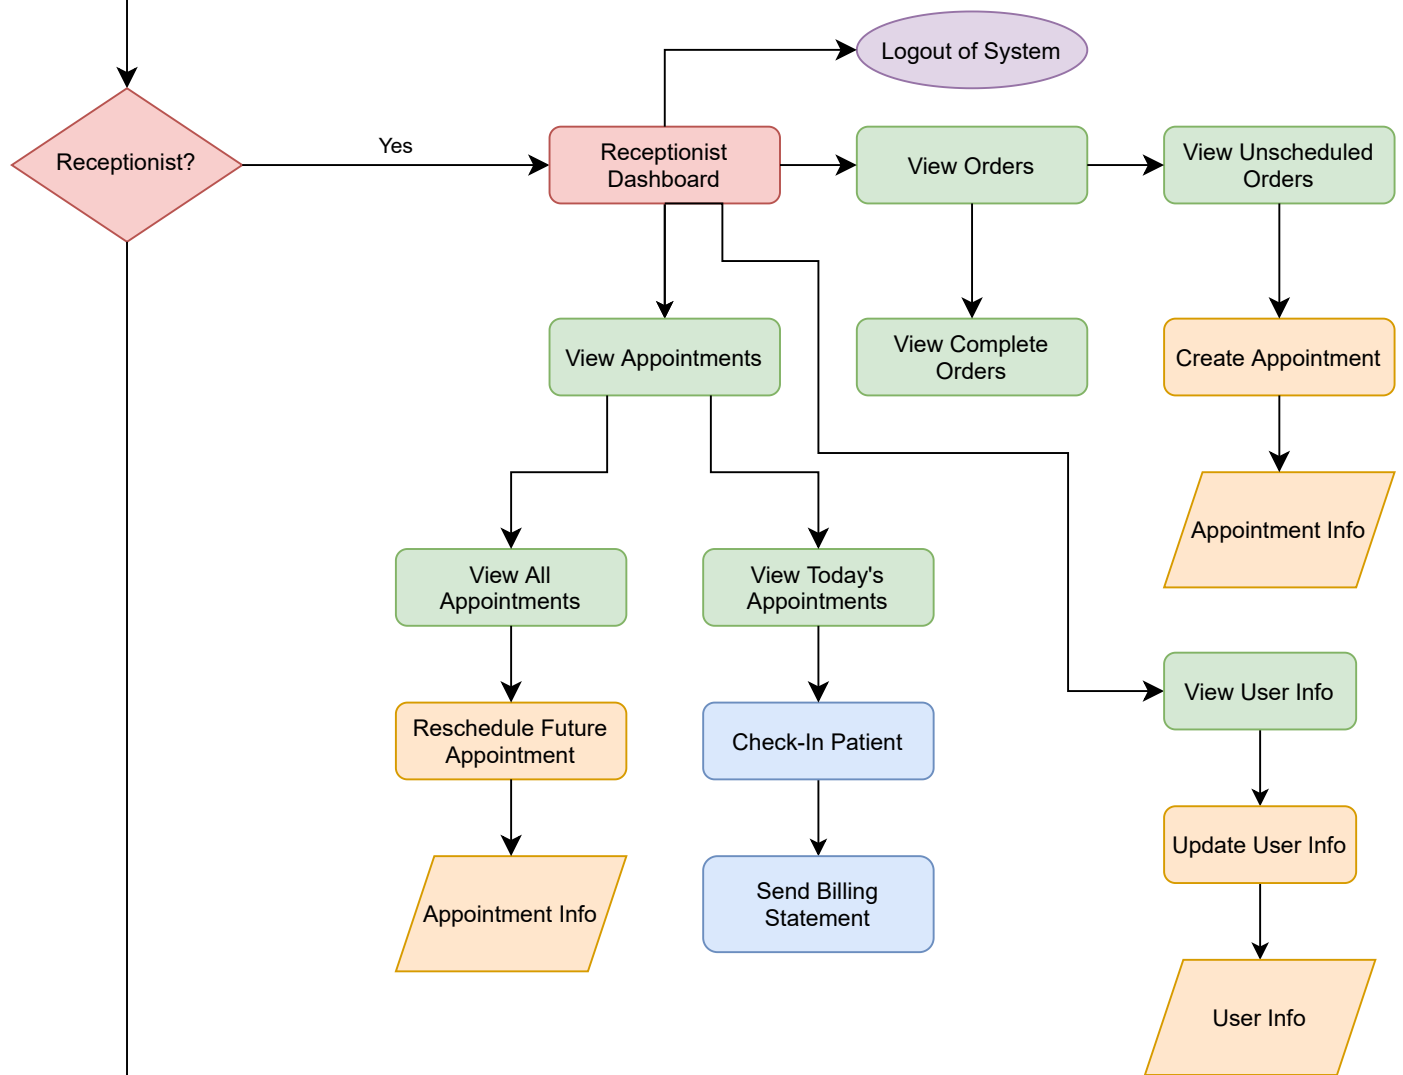 Logout of System
Receptionist?
Yes
Receptionist
Dashboard
View Orders
View Unscheduled
Orders
View Appointments
View Complete
Orders
Create Appointment
Appointment Info
View All
Appointments
View Today's
Appointments
View User Info
Reschedule Future
Appointment
Check-In Patient
Update User Info
Appointment Info
Send Billing
Statement
User Info